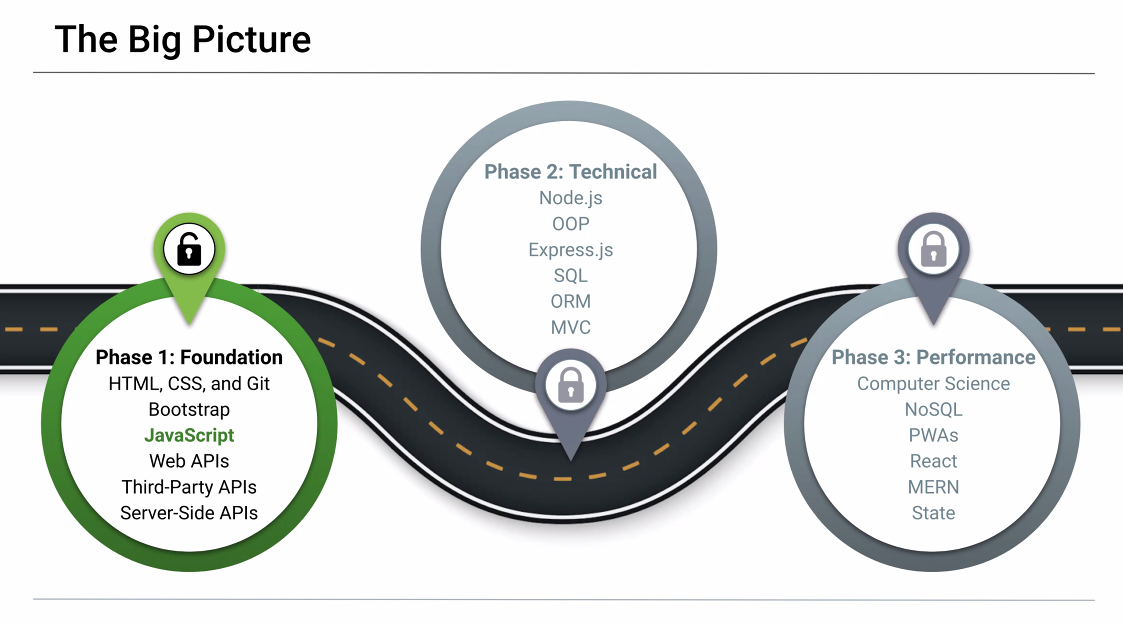 The Big Picture
Phase 1: Foundation
HTML, CSS, and Git
Bootstrap
JavaScript
Web APIs
Third-Party APIs
Server-Side APIs
Phase 2: Technical
Node.js
OOP
Express.js
SQL
ORM
MVC
Phase 3: Performance
Computer Science
NoSQL
PWAs
React
MERN
State